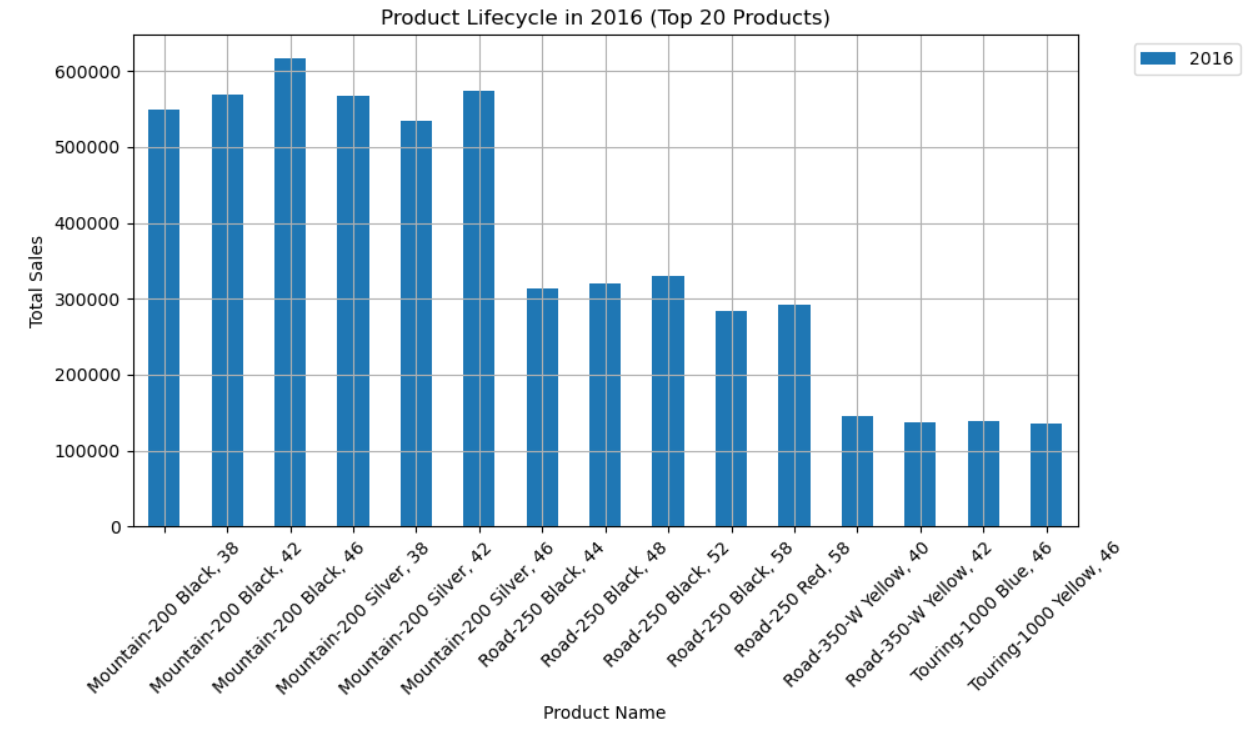 Product Lifecycle in 2016 (Top 20 Products)
2016
Total Sales
600000
500000
400000
300000
200000
100000
0
Mountain-200 Black, 38
Mountain-200 Black, 42
Mountain-200 Black, 46
Mountain-200 Silver, 38
Mountain-200 Silver, 42
Mountain-200 Silver, 46
Road-250 Black, 44
Road-250 Black, 48
Road-250 Black, 52
Road-250 Black, 58
Road-250 Red, 58
Road-350-W Yellow, 40
Road-350-W Yellow, 42
Touring-1000 Blue, 46
Touring-1000 Yellow, 46
Product Name